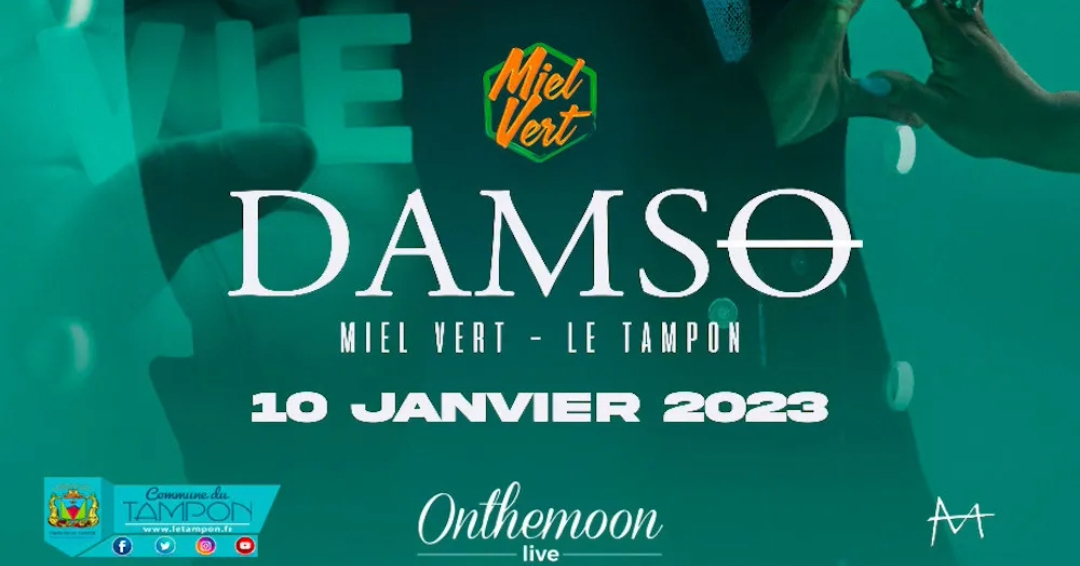 VIE
Miel
Vert
DAMSO
MIEL VERT - LE TAMPON
10 JANVIER 2023
Commune du
TAMPON
www.letampon.fr
Onthemoon
live